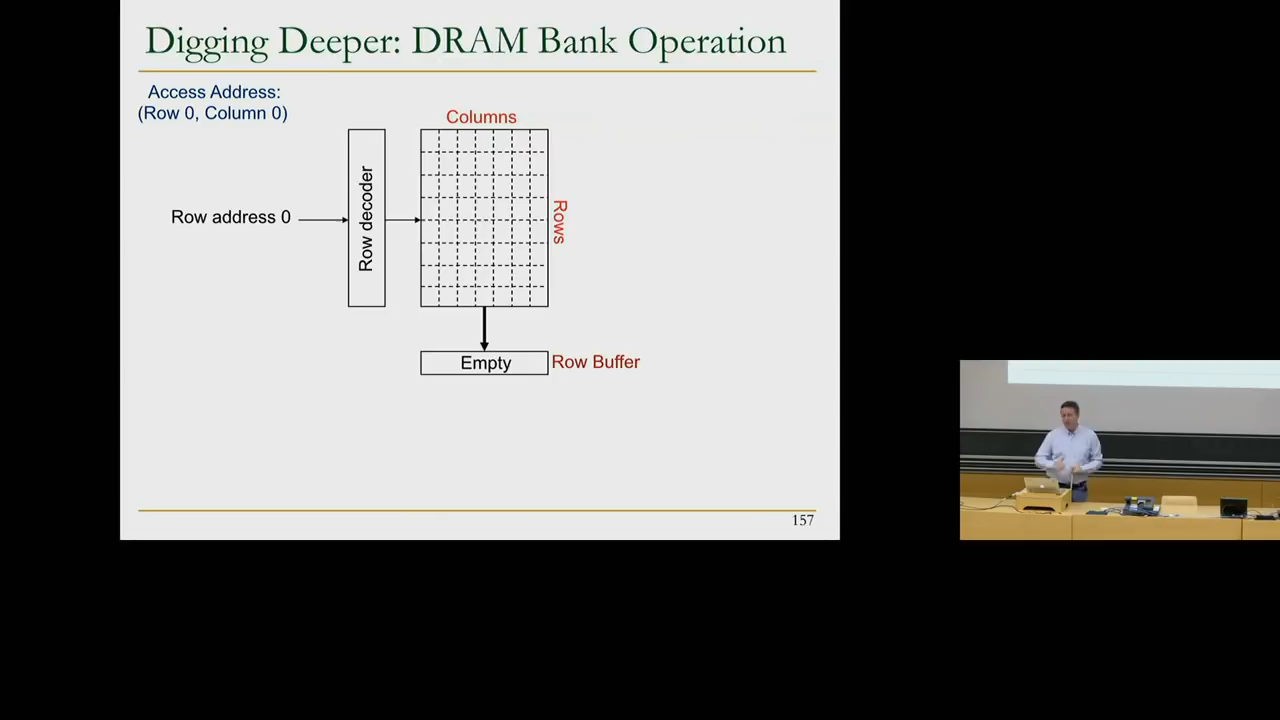 Digging Deeper: DRAM Bank Operation
Access Address:
(Row 0, Column 0)
Columns
Row address 0
Row decoder
Rows
Empty
Row Buffer
157